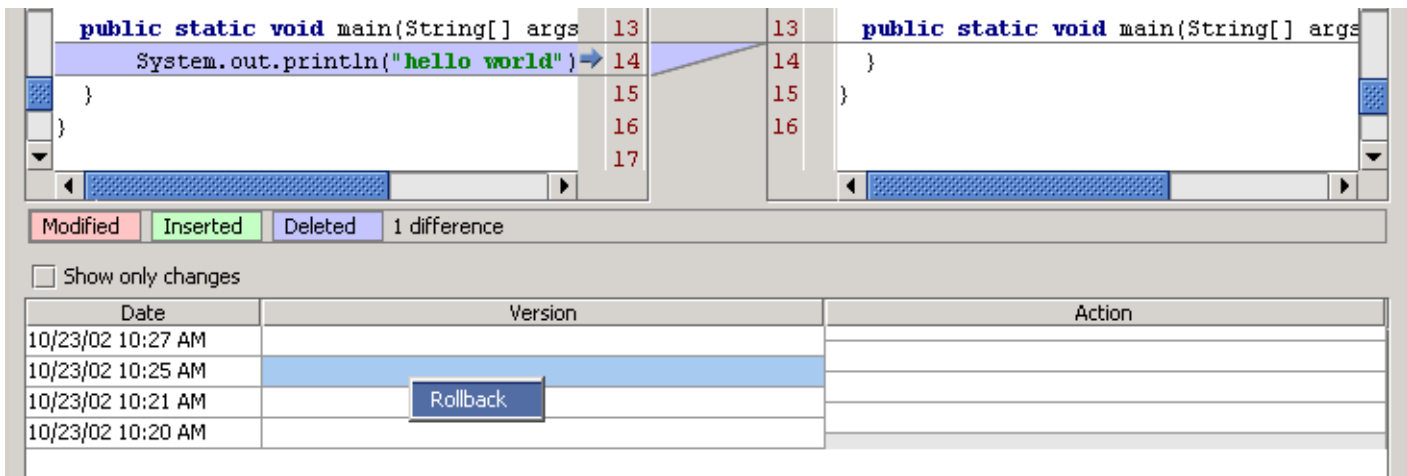 public static void main(String[] args 13 13 public static void main(String[] args
System.out.println("hello world") 14 14 }
} 15 15 }
} 16 16
17
Modified Inserted Deleted 1 difference
Show only changes
Date Version Action
10/23/02 10:27 AM
10/23/02 10:25 AM
10/23/02 10:21 AM Rollback
10/23/02 10:20 AM